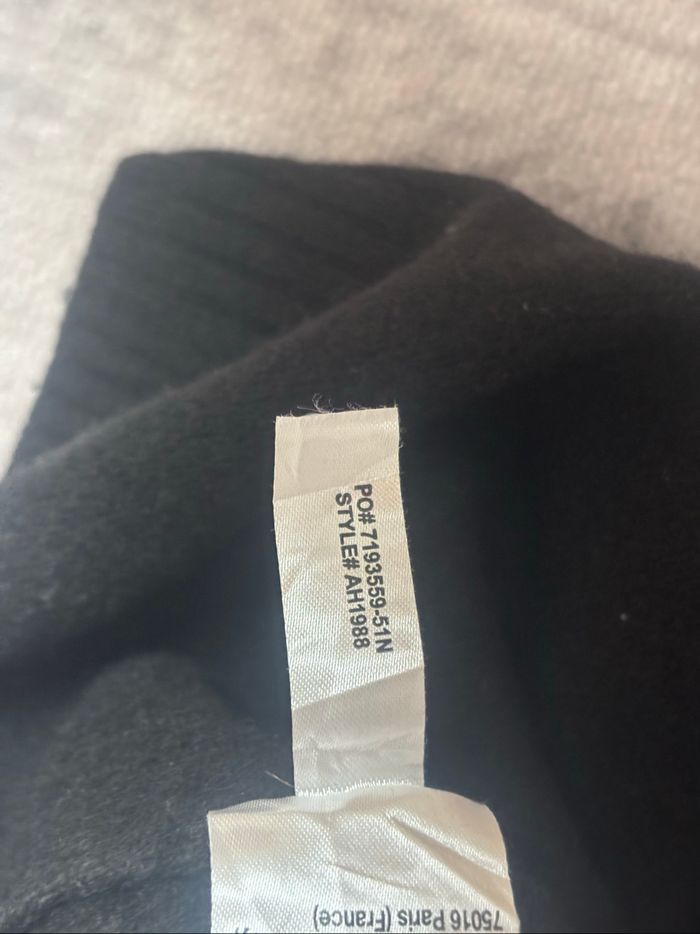 PO# 7193559-51N
STYLE# AH1988
75016 Paris (France)